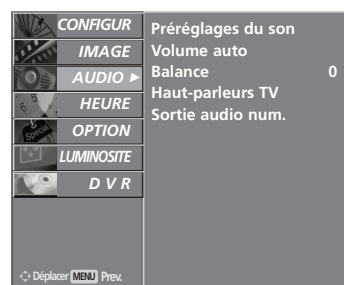 CONFIGUR
IMAGE
AUDIO
HEURE
OPTION
LUMINOSITE
D V R
Déplacer MENU Prev.
Préréglages du son
Volume auto
Balance 0
Haut-parleurs TV
Sortie audio num.